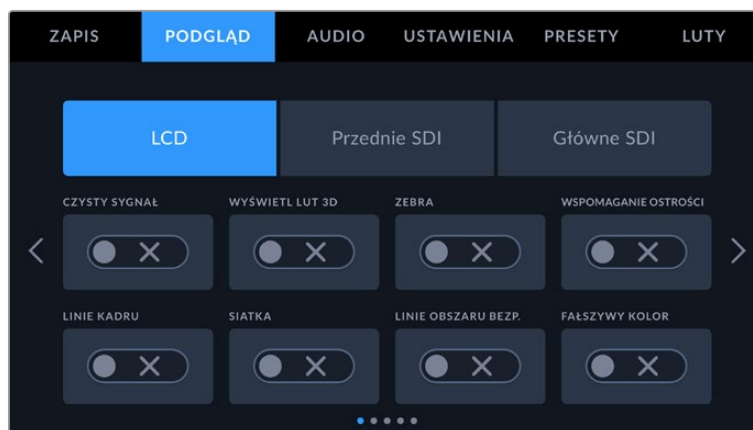 ZAPIS PODGLĄD AUDIO USTAWIENIA PRESETY LUTY
LCD Przednie SDI Główne SDI
CZYSTY SYGNAŁ WYŚWIETL LUT 3D ZEBRA WSPOMAGANIE OSTROŚCI
LINIE KADRU SIATKA LINIE OBSZARU BEZP. FAŁSZYWY KOLOR